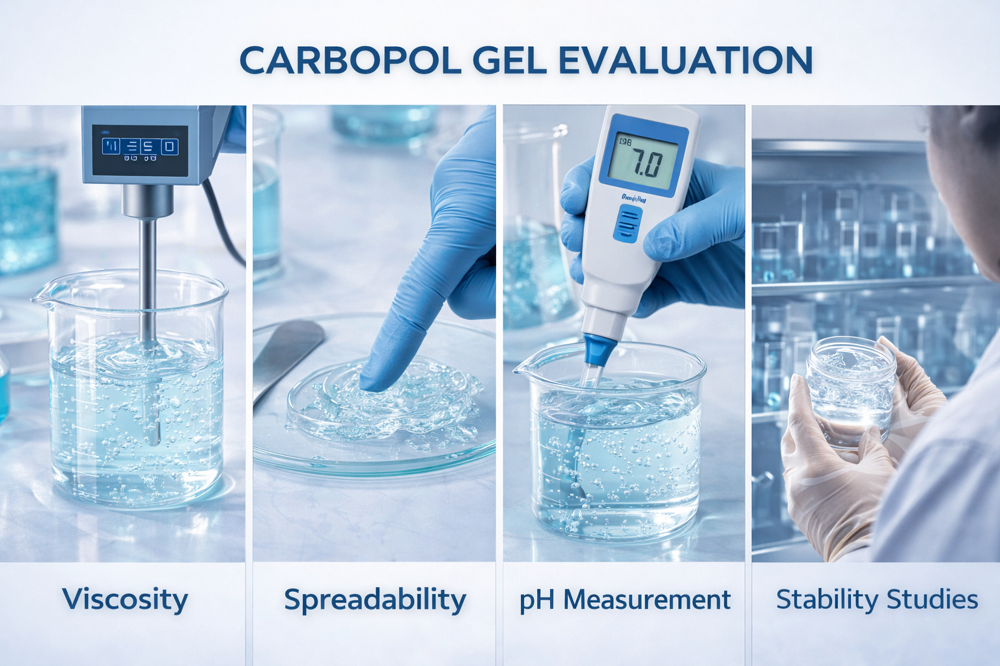 CARBOPOL GEL EVALUATION
7.0
Viscosity
Spreadability
pH Measurement
Stability Studies